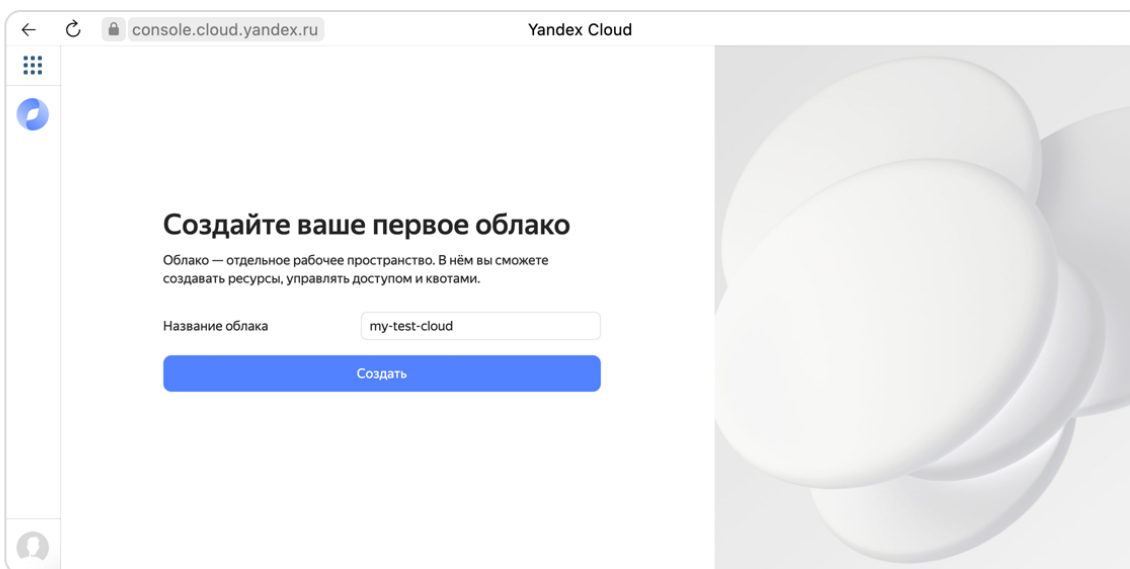 console.cloud.yandex.ru
Yandex Cloud
Создайте ваше первое облако
Облако — отдельное рабочее пространство. В нём вы сможете
создавать ресурсы, управлять доступом и квотами.
Название облака
my-test-cloud
Создать